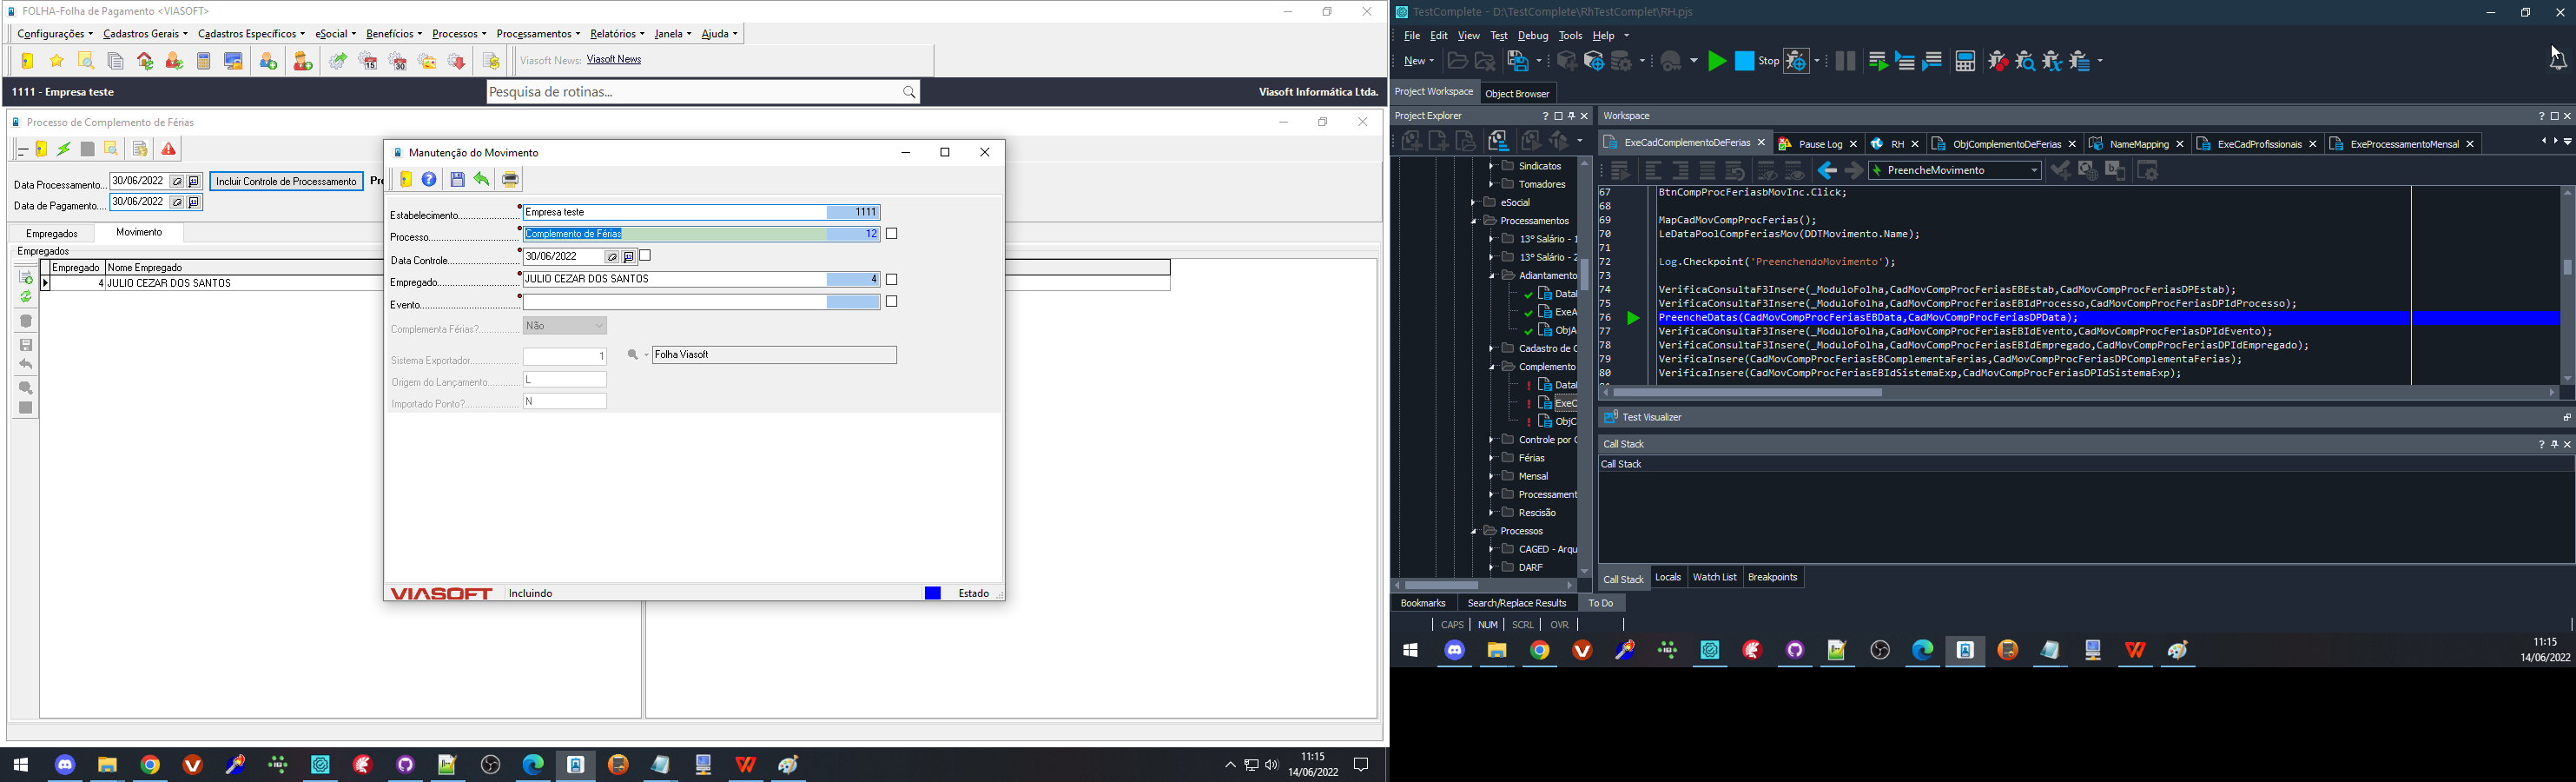 FOLHA-Folha de Pagamento <VIASOFT>
Configurações Cadastros Gerais Cadastros Específicos eSocial Benefícios Processos Processamentos Relatórios Janela Ajuda
Viasoft News: Viasoft News
1111 - Empresa teste
Pesquisa de rotinas...
Viasoft Informática Ltda.
Processo de Complemento de Férias
Data Processamento... 30/06/2022 Incluir Controle de Processamento
Data de Pagamento.... 30/06/2022
Empregados Movimento
Empregados
Empregado Nome Empregado
4 JULIO CEZAR DOS SANTOS
Manutenção do Movimento
Estabelecimento Empresa teste 1111
Processo Complemento de Férias 12
Data Controle 30/06/2022
Empregado JULIO CEZAR DOS SANTOS 4
Evento
Complementa Férias? Não
Sistema Exportador 1 Folha Viasoft
Origem do Lançamento L
Importado Ponto? N
VIASOFT Incluindo Estado
11:15
14/06/2022
TestComplete - D:\TestComplete\RhTestComplet\RH.pjs
File Edit View Test Debug Tools Help
New Stop
Project Workspace Object Browser
Project Explorer
Workspace
ExeCadComplementoDeFerias Pause Log RH ObjComplementoDeFerias NameMapping ExeCadProfissionais ExeProcessamentoMensal
PreencheMovimento
Sindicatos
Tomadores
eSocial
Processamentos
13º Salário - 1
13º Salário - 2
Adiantamento
Datal
ExeA
ObjA
Cadastro de C
Complemento
Datal
ExeC
ObjC
Controle por C
Férias
Mensal
Processament
Rescisão
Processos
CAGED - Arqu
DARF
67 BtnCompProcFeriasbMovInc.Click;
68
69 MapCadMovCompProcFerias();
70 LeDataPoolCompFeriasMov(DDTMovimento.Name);
71
72 Log.Checkpoint('PreenchendoMovimento');
73
74 VerificaConsultaF3Insere(_ModuloFolha,CadMovCompProcFeriasEBEstab,CadMovCompProcFeriasDPEstab);
75 VerificaConsultaF3Insere(_ModuloFolha,CadMovCompProcFeriasEBIdProcesso,CadMovCompProcFeriasDPIdProcesso);
76 PreencheDatas(CadMovCompProcFeriasEBData,CadMovCompProcFeriasDPData);
77 VerificaConsultaF3Insere(_ModuloFolha,CadMovCompProcFeriasEBIdEvento,CadMovCompProcFeriasDPIdEvento);
78 VerificaConsultaF3Insere(_ModuloFolha,CadMovCompProcFeriasEBIdEmpregado,CadMovCompProcFeriasDPIdEmpregado);
79 VerificaInsere(CadMovCompProcFeriasEBComplementaFerias,CadMovCompProcFeriasDPComplementaFerias);
80 VerificaInsere(CadMovCompProcFeriasEBIdSistemaExp,CadMovCompProcFeriasDPIdSistemaExp);
Test Visualizer
Call Stack
Call Stack
Call Stack Locals Watch List Breakpoints
Bookmarks Search/Replace Results To Do
CAPS NUM SCRL OVR
11:15
14/06/2022